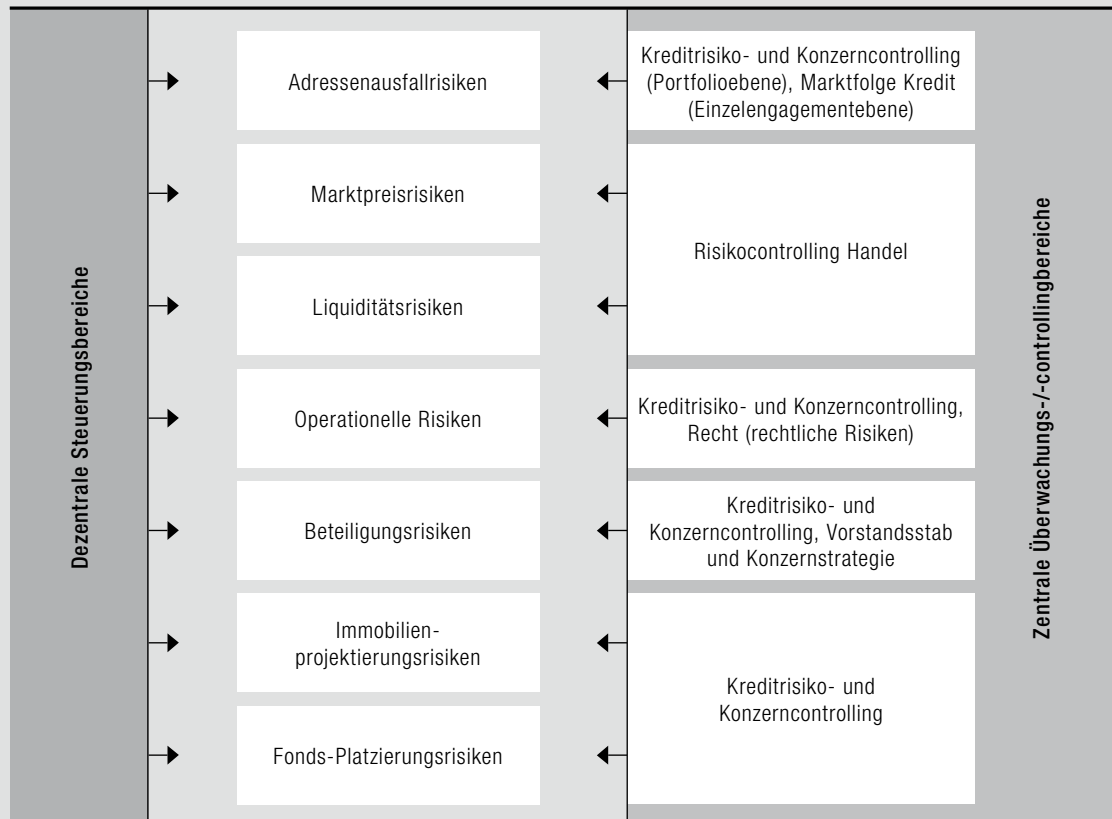 Dezentrale Steuerungsbereiche
Adressenausfallrisiken
Marktpreisrisiken
Liquiditätsrisiken
Operationelle Risiken
Beteiligungsrisiken
Immobilien-
projektierungsrisiken
Fonds-Platzierungsrisiken
Kreditrisiko- und Konzerncontrolling
(Portfolioebene), Marktfolge Kredit
(Einzelengagementebene)
Risikocontrolling Handel
Kreditrisiko- und Konzerncontrolling,
Recht (rechtliche Risiken)
Kreditrisiko- und
Konzerncontrolling, Vorstandsstab
und Konzernstrategie
Kreditrisiko- und
Konzerncontrolling
Zentrale Überwachungs-/-controllingbereiche